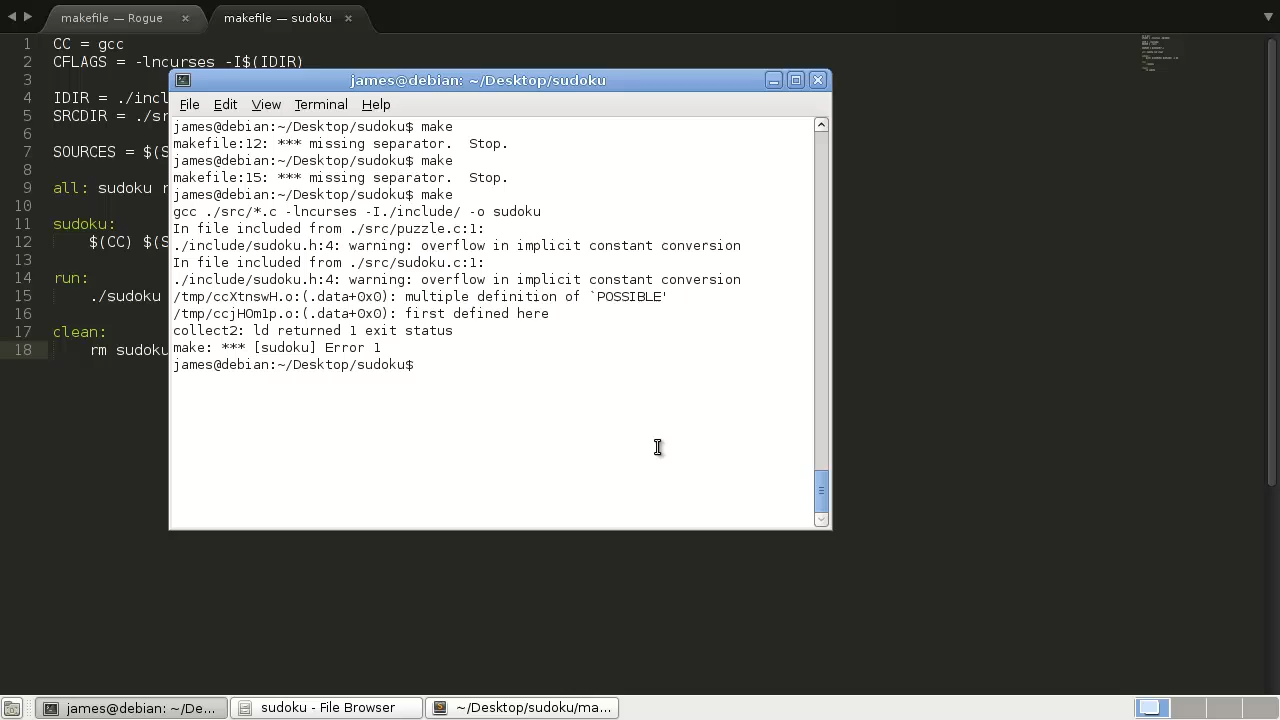 makefile — Rogue
makefile — sudoku
1 CC = gcc
2 CFLAGS = -lncurses -I$(IDIR)
3
4 IDIR = ./incl
5 SRCDIR = ./sr
6
7 SOURCES = $(S
8
9 all: sudoku r
10
11 sudoku:
12 $(CC) $(S
13
14 run:
15 ./sudoku
16
17 clean:
18 rm sudoku
james@debian: ~/Desktop/sudoku
File Edit View Terminal Help
james@debian:~/Desktop/sudoku$ make
makefile:12: *** missing separator.  Stop.
james@debian:~/Desktop/sudoku$ make
makefile:15: *** missing separator.  Stop.
james@debian:~/Desktop/sudoku$ make
gcc ./src/*.c -lncurses -I./include/ -o sudoku
In file included from ./src/puzzle.c:1:
./include/sudoku.h:4: warning: overflow in implicit constant conversion
In file included from ./src/sudoku.c:1:
./include/sudoku.h:4: warning: overflow in implicit constant conversion
/tmp/ccXtnswH.o:(.data+0x0): multiple definition of `POSSIBLE'
/tmp/ccjHOm1p.o:(.data+0x0): first defined here
collect2: ld returned 1 exit status
make: *** [sudoku] Error 1
james@debian:~/Desktop/sudoku$
james@debian: ~/De...
sudoku - File Browser
~/Desktop/sudoku/ma...